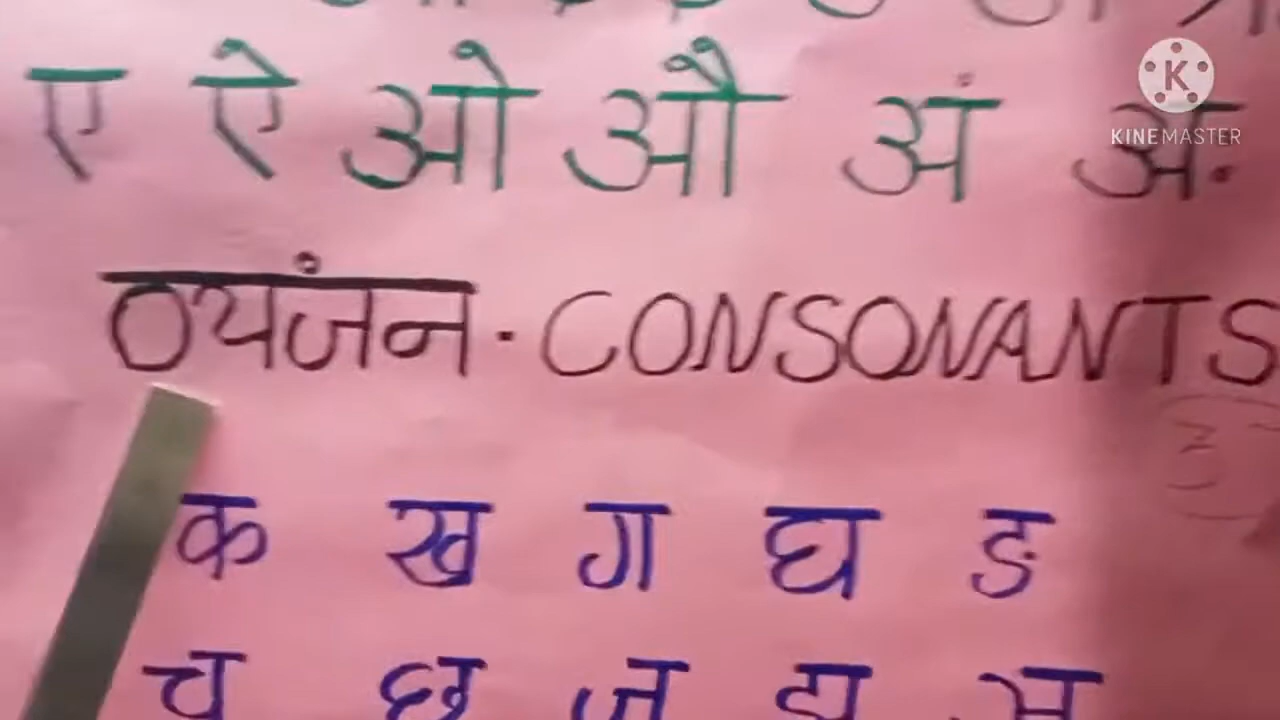 ए ऐ ओ औ अं अः
KINEMASTER
व्यंजन · CONSONANTS
क ख ग घ ङ
च छ ज